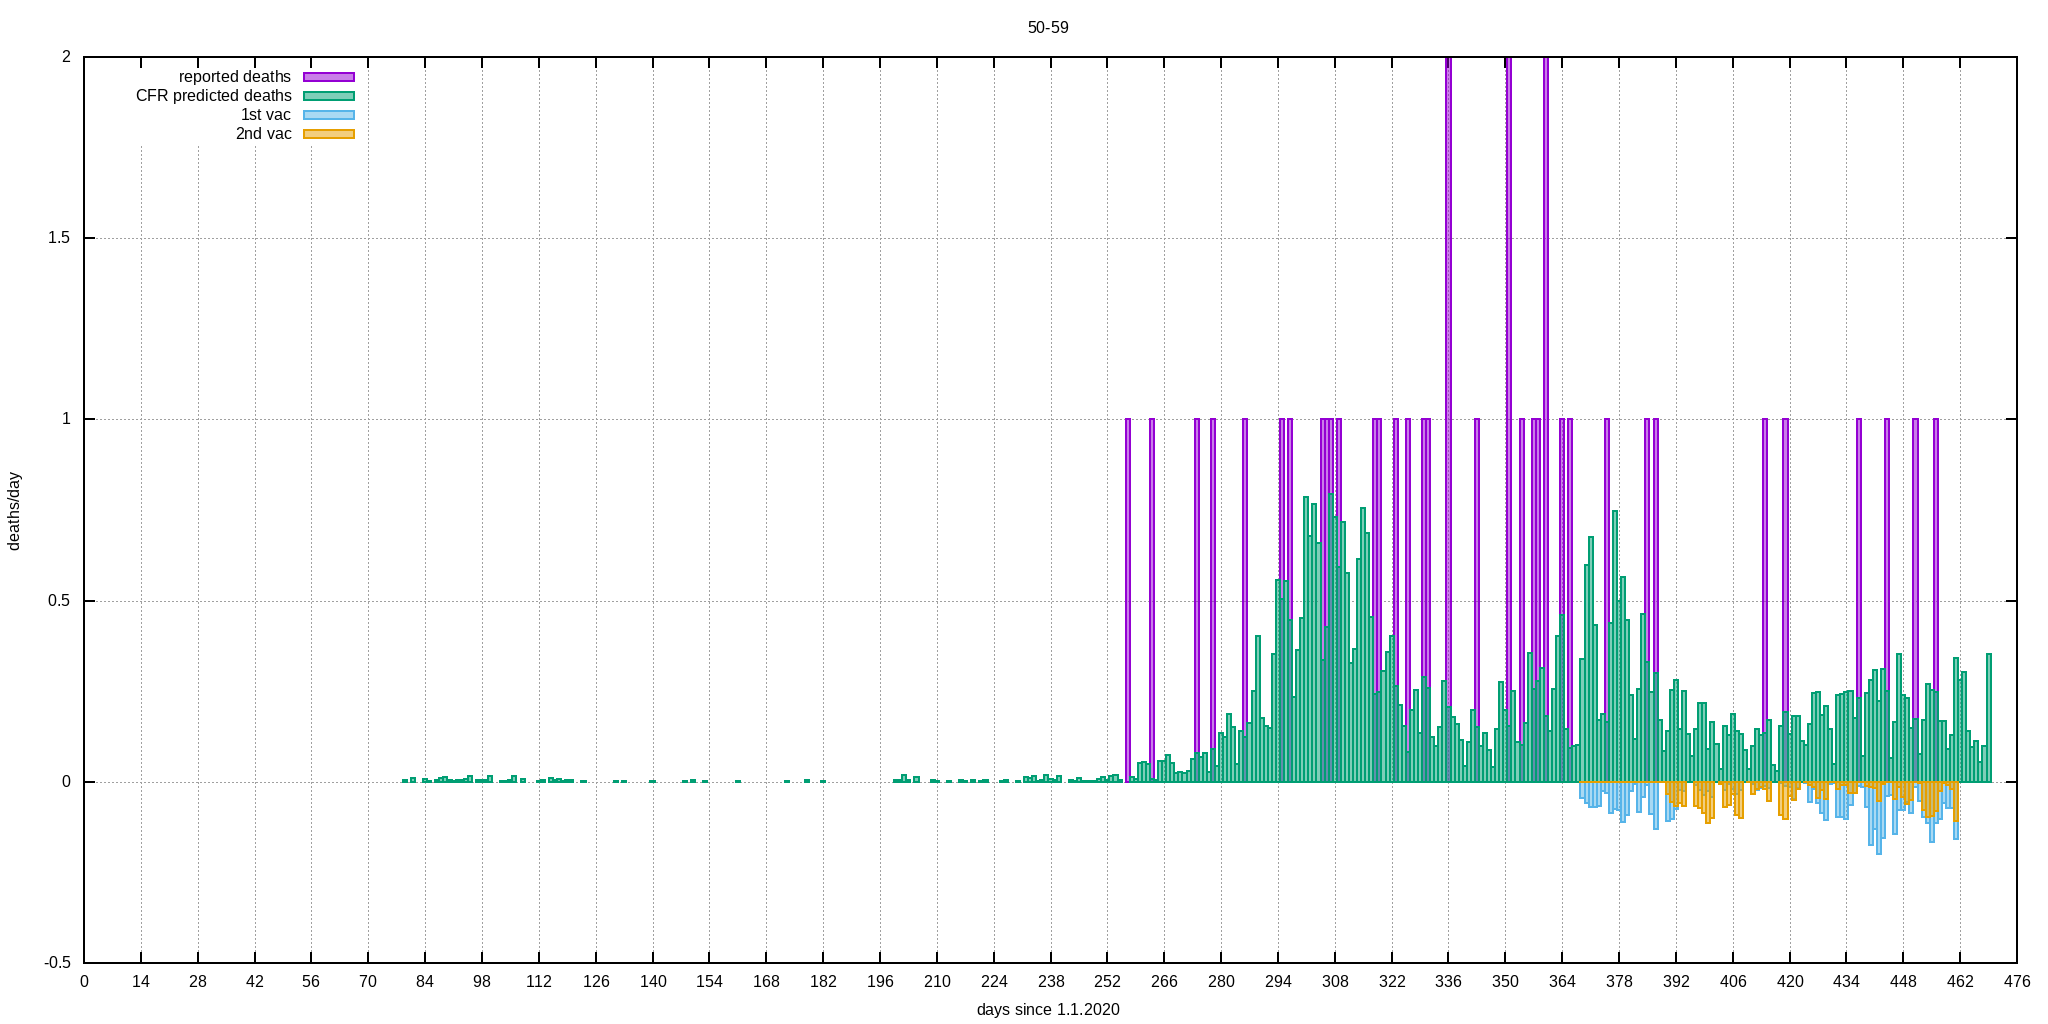 50-59
2
1.5
1
0.5
0
-0.5
reported deaths
CFR predicted deaths
1st vac
2nd vac
deaths/day
0 14 28 42 56 70 84 98 112 126 140 154 168 182 196 210 224 238 252 266 280 294 308 322 336 350 364 378 392 406 420 434 448 462 476
days since 1.1.2020